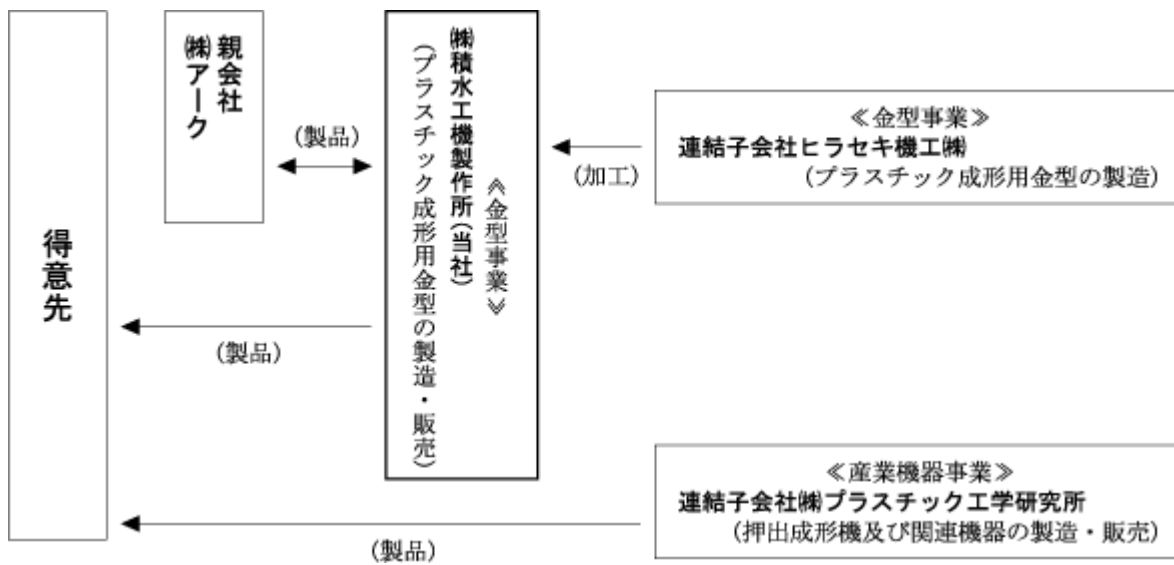 得意先
親会社
㈱アーク
(製品)
≪金型事業≫
㈱積水工機製作所(当社)
(プラスチック成形用金型の製造・販売)
(製品)
(加工)
≪金型事業≫
連結子会社ヒラセキ機工㈱
(プラスチック成形用金型の製造)
≪産業機器事業≫
連結子会社㈱プラスチック工学研究所
(押出成形機及び関連機器の製造・販売)
(製品)